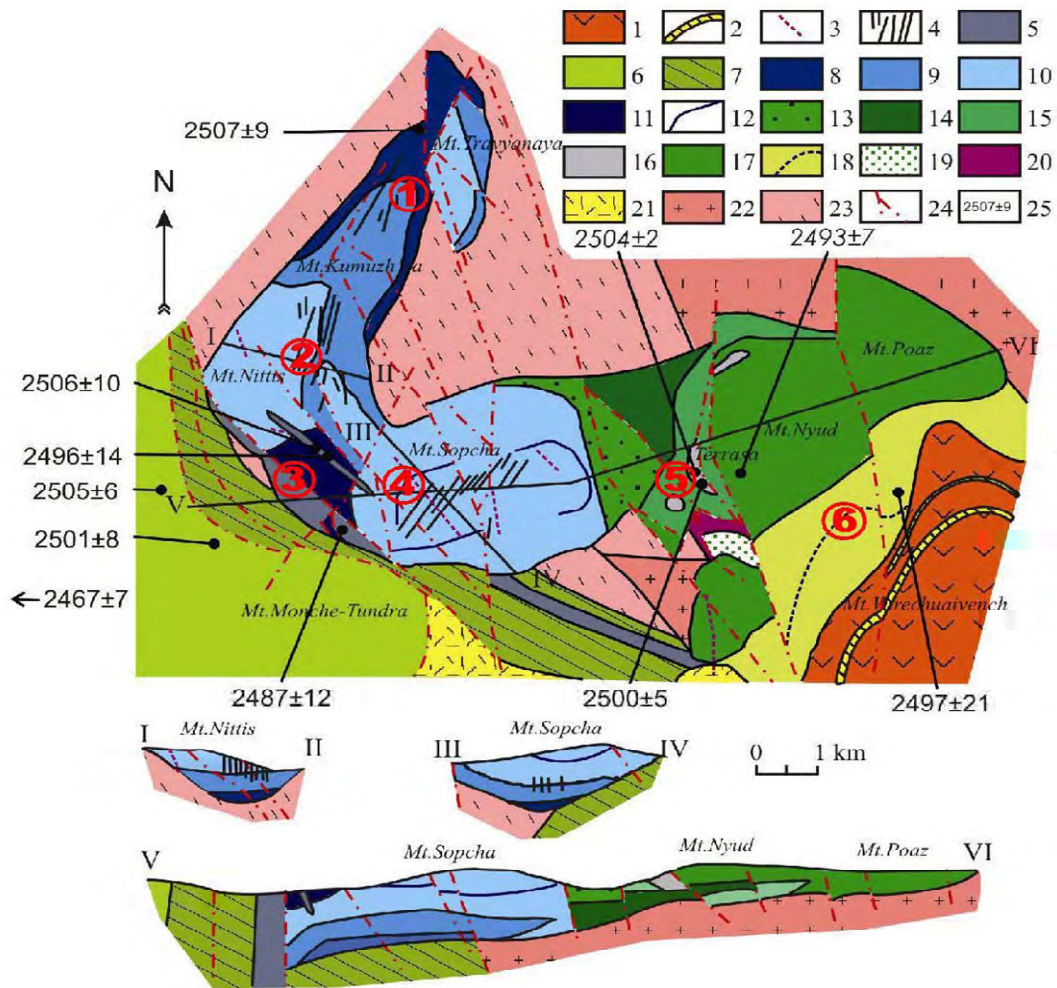 1 2 3 4 5
6 7 8 9 10
11 12 13 14 15
16 17 18 19 20
21 22 23 24 2507±9 25
2507±9
Mt.Travyanaya
N
①
2504±2 2493±7
Mt.Kumuzh'ya
I
②
Mt.Nittis
II
Mt.Poaz
VI
2506±10
III
Mt.Sopcha
Mt.Nyud
2496±14
Terrasa
③ ④ ⑤
2505±6
V
⑥
2501±8
IV
2467±7
Mt.Monche-Tundra
2487±12
2500±5
2497±21
I Mt.Nittis II
III Mt.Sopcha IV
0 1 km
V Mt.Sopcha Mt.Nyud Mt.Poaz VI